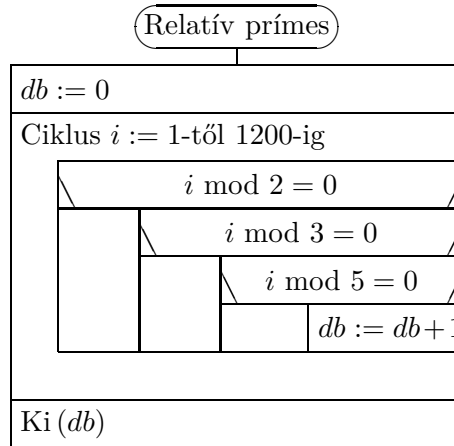 Relatív prímes
db := 0
Ciklus i := 1-től 1200-ig
i mod 2 = 0
i mod 3 = 0
i mod 5 = 0
db := db+1
Ki (db)